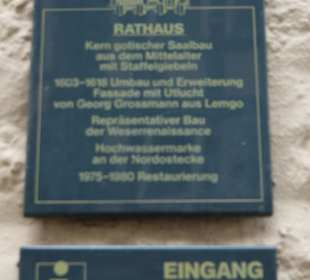 RATHAUS
Kern gotischer Saalbau
aus dem Mittelalter
mit Staffelgiebeln
1603-1618 Umbau und Erweiterung
Fassade mit Utlucht
von Georg Grossmann aus Lemgo
Repräsentativer Bau
der Weserrenaissance
Hochwassermarke
an der Nordostecke
1975-1980 Restaurierung
EINGANG